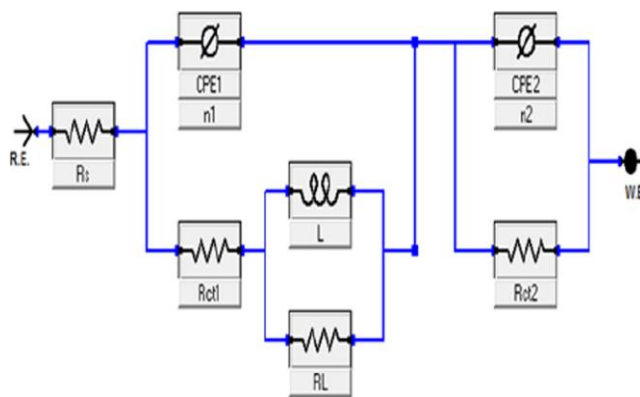 CPE1
n1
CPE2
n2
R.E.
Rs
W.E
L
Rct1
Rct2
RL